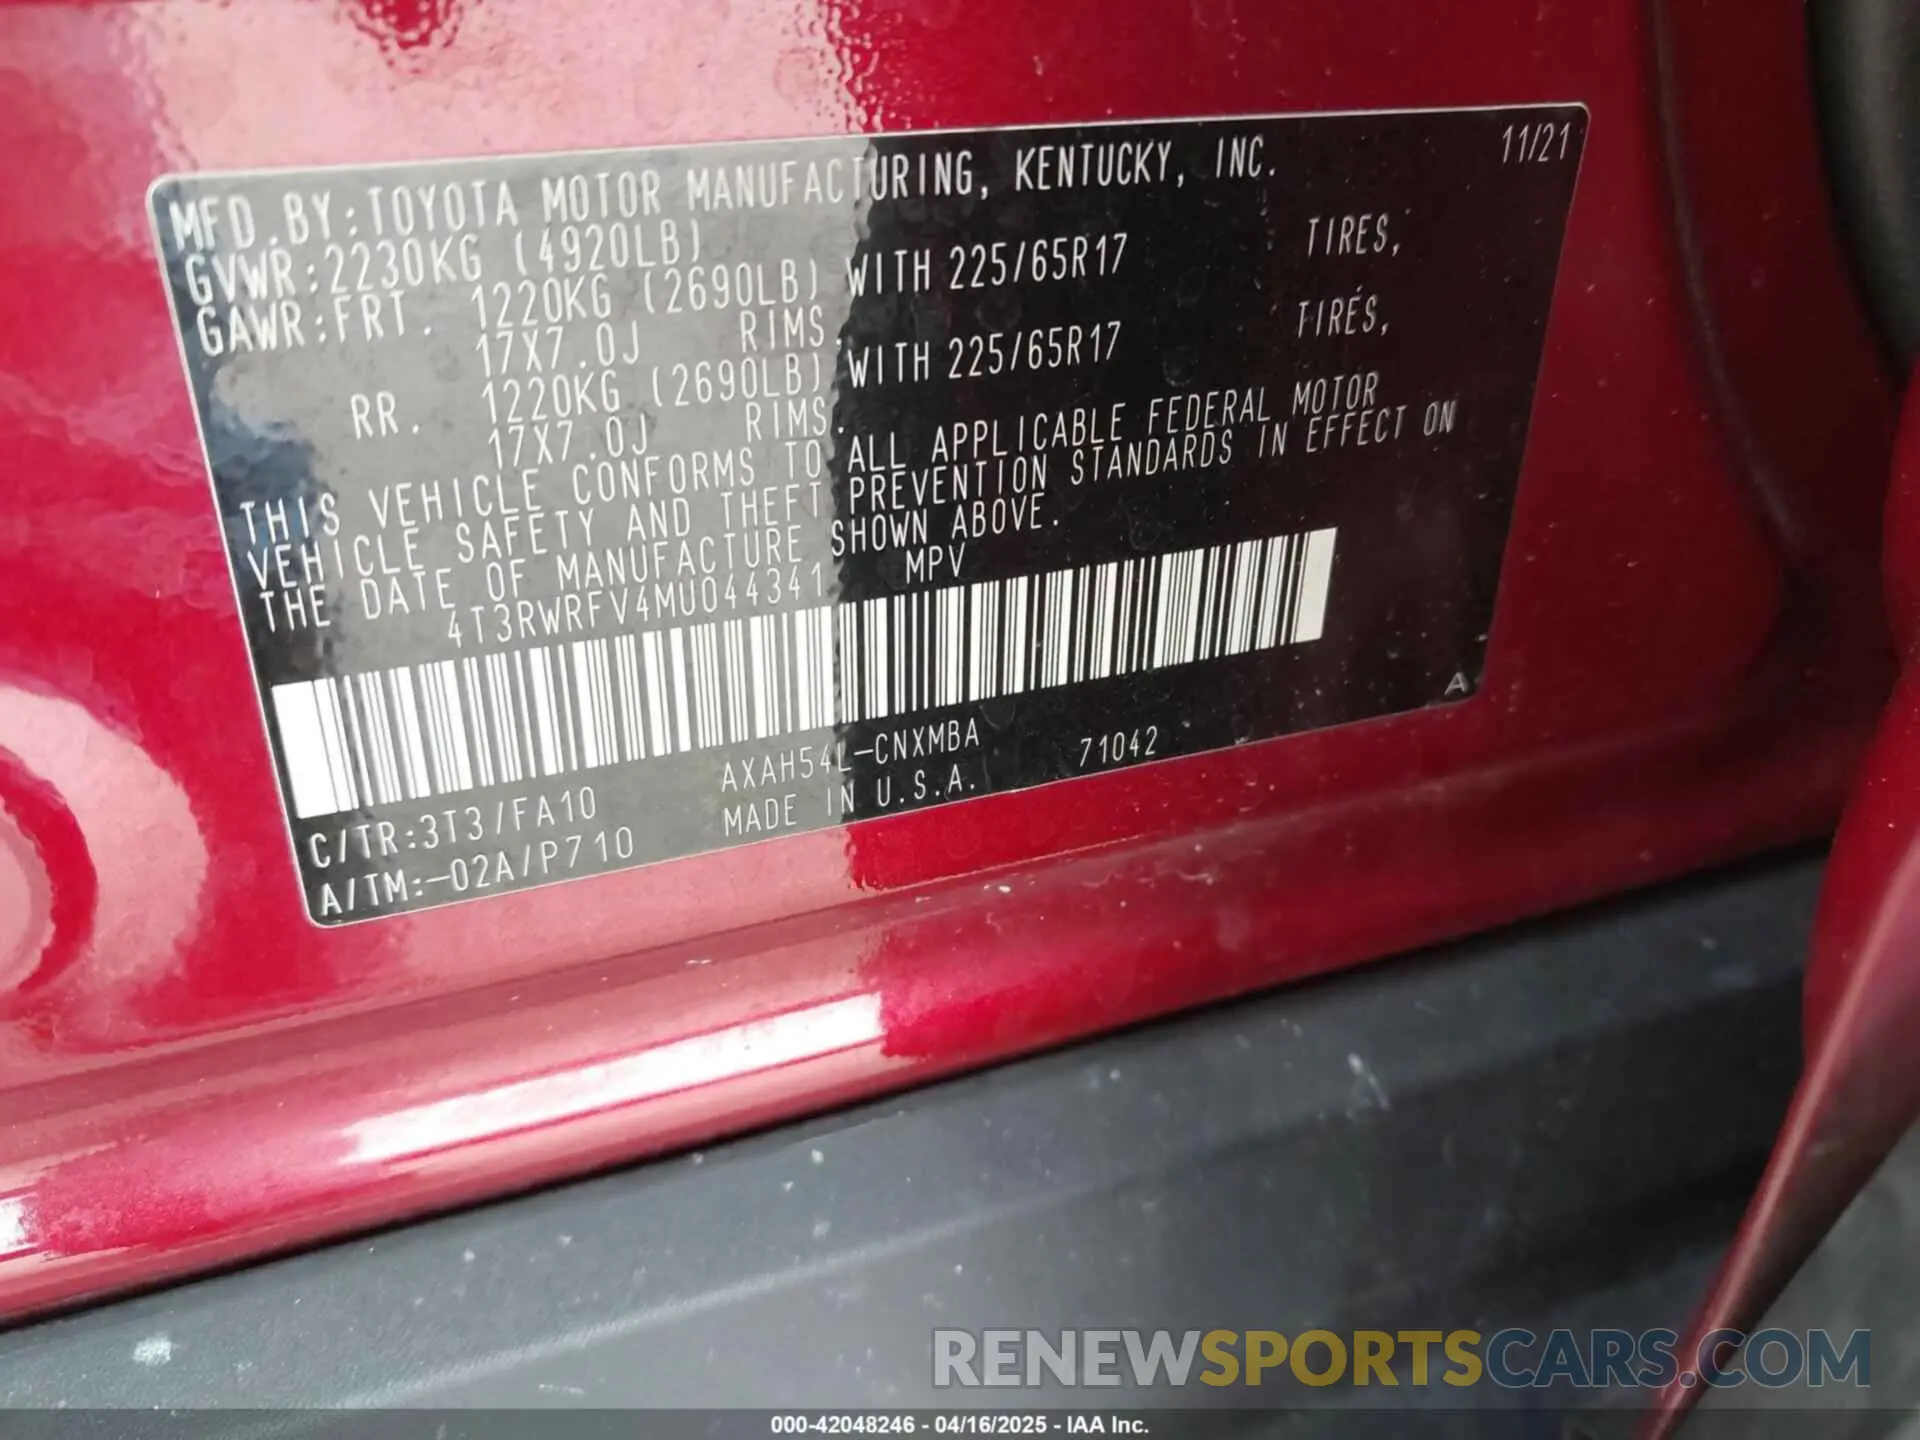 MFD.BY:TOYOTA MOTOR MANUFACTURING, KENTUCKY, INC. 11/21
GVWR:2230KG (4920LB)
GAWR:FRT. 1220KG (2690LB) WITH 225/65R17 TIRES,
17X7.0J RIMS.
RR. 1220KG (2690LB) WITH 225/65R17 TIRES,
17X7.0J RIMS.
THIS VEHICLE CONFORMS TO ALL APPLICABLE FEDERAL MOTOR
VEHICLE SAFETY AND THEFT PREVENTION STANDARDS IN EFFECT ON
THE DATE OF MANUFACTURE SHOWN ABOVE.
4T3RWRFV4MU044341 MPV
A
AXAH54L-CNXMBA 71042
C/TR:3T3/FA10 MADE IN U.S.A.
A/TM:-02A/P710
RENEWSPORTSCARS.COM
000-42048246 - 04/16/2025 - IAA Inc.